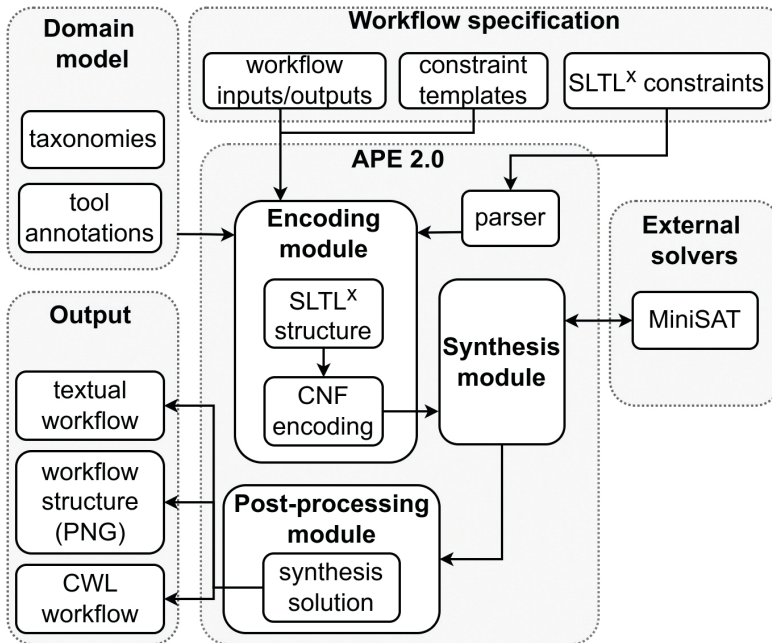 Domain
model
taxonomies
tool
annotations
Workflow specification
workflow
inputs/outputs
constraint
templates
SLTLˣ constraints
APE 2.0
parser
Encoding
module
SLTLˣ
structure
CNF
encoding
Synthesis
module
External
solvers
MiniSAT
Output
textual
workflow
workflow
structure
(PNG)
CWL
workflow
Post-processing
module
synthesis
solution